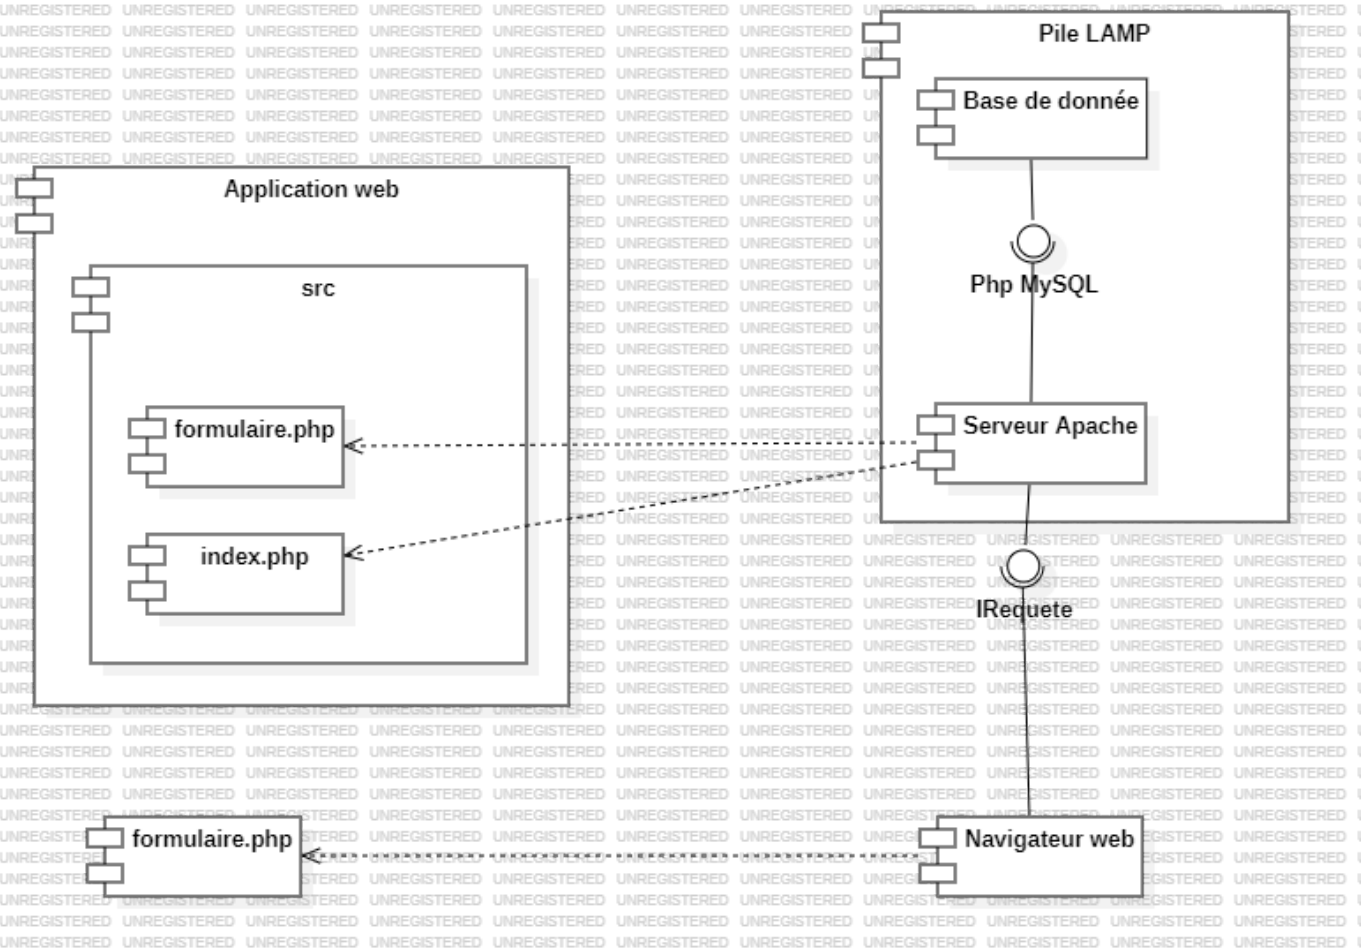 Pile LAMP
Base de donnée
Application web
src
Php MySQL
formulaire.php
Serveur Apache
index.php
IRequete
formulaire.php
Navigateur web
UNREGISTERED